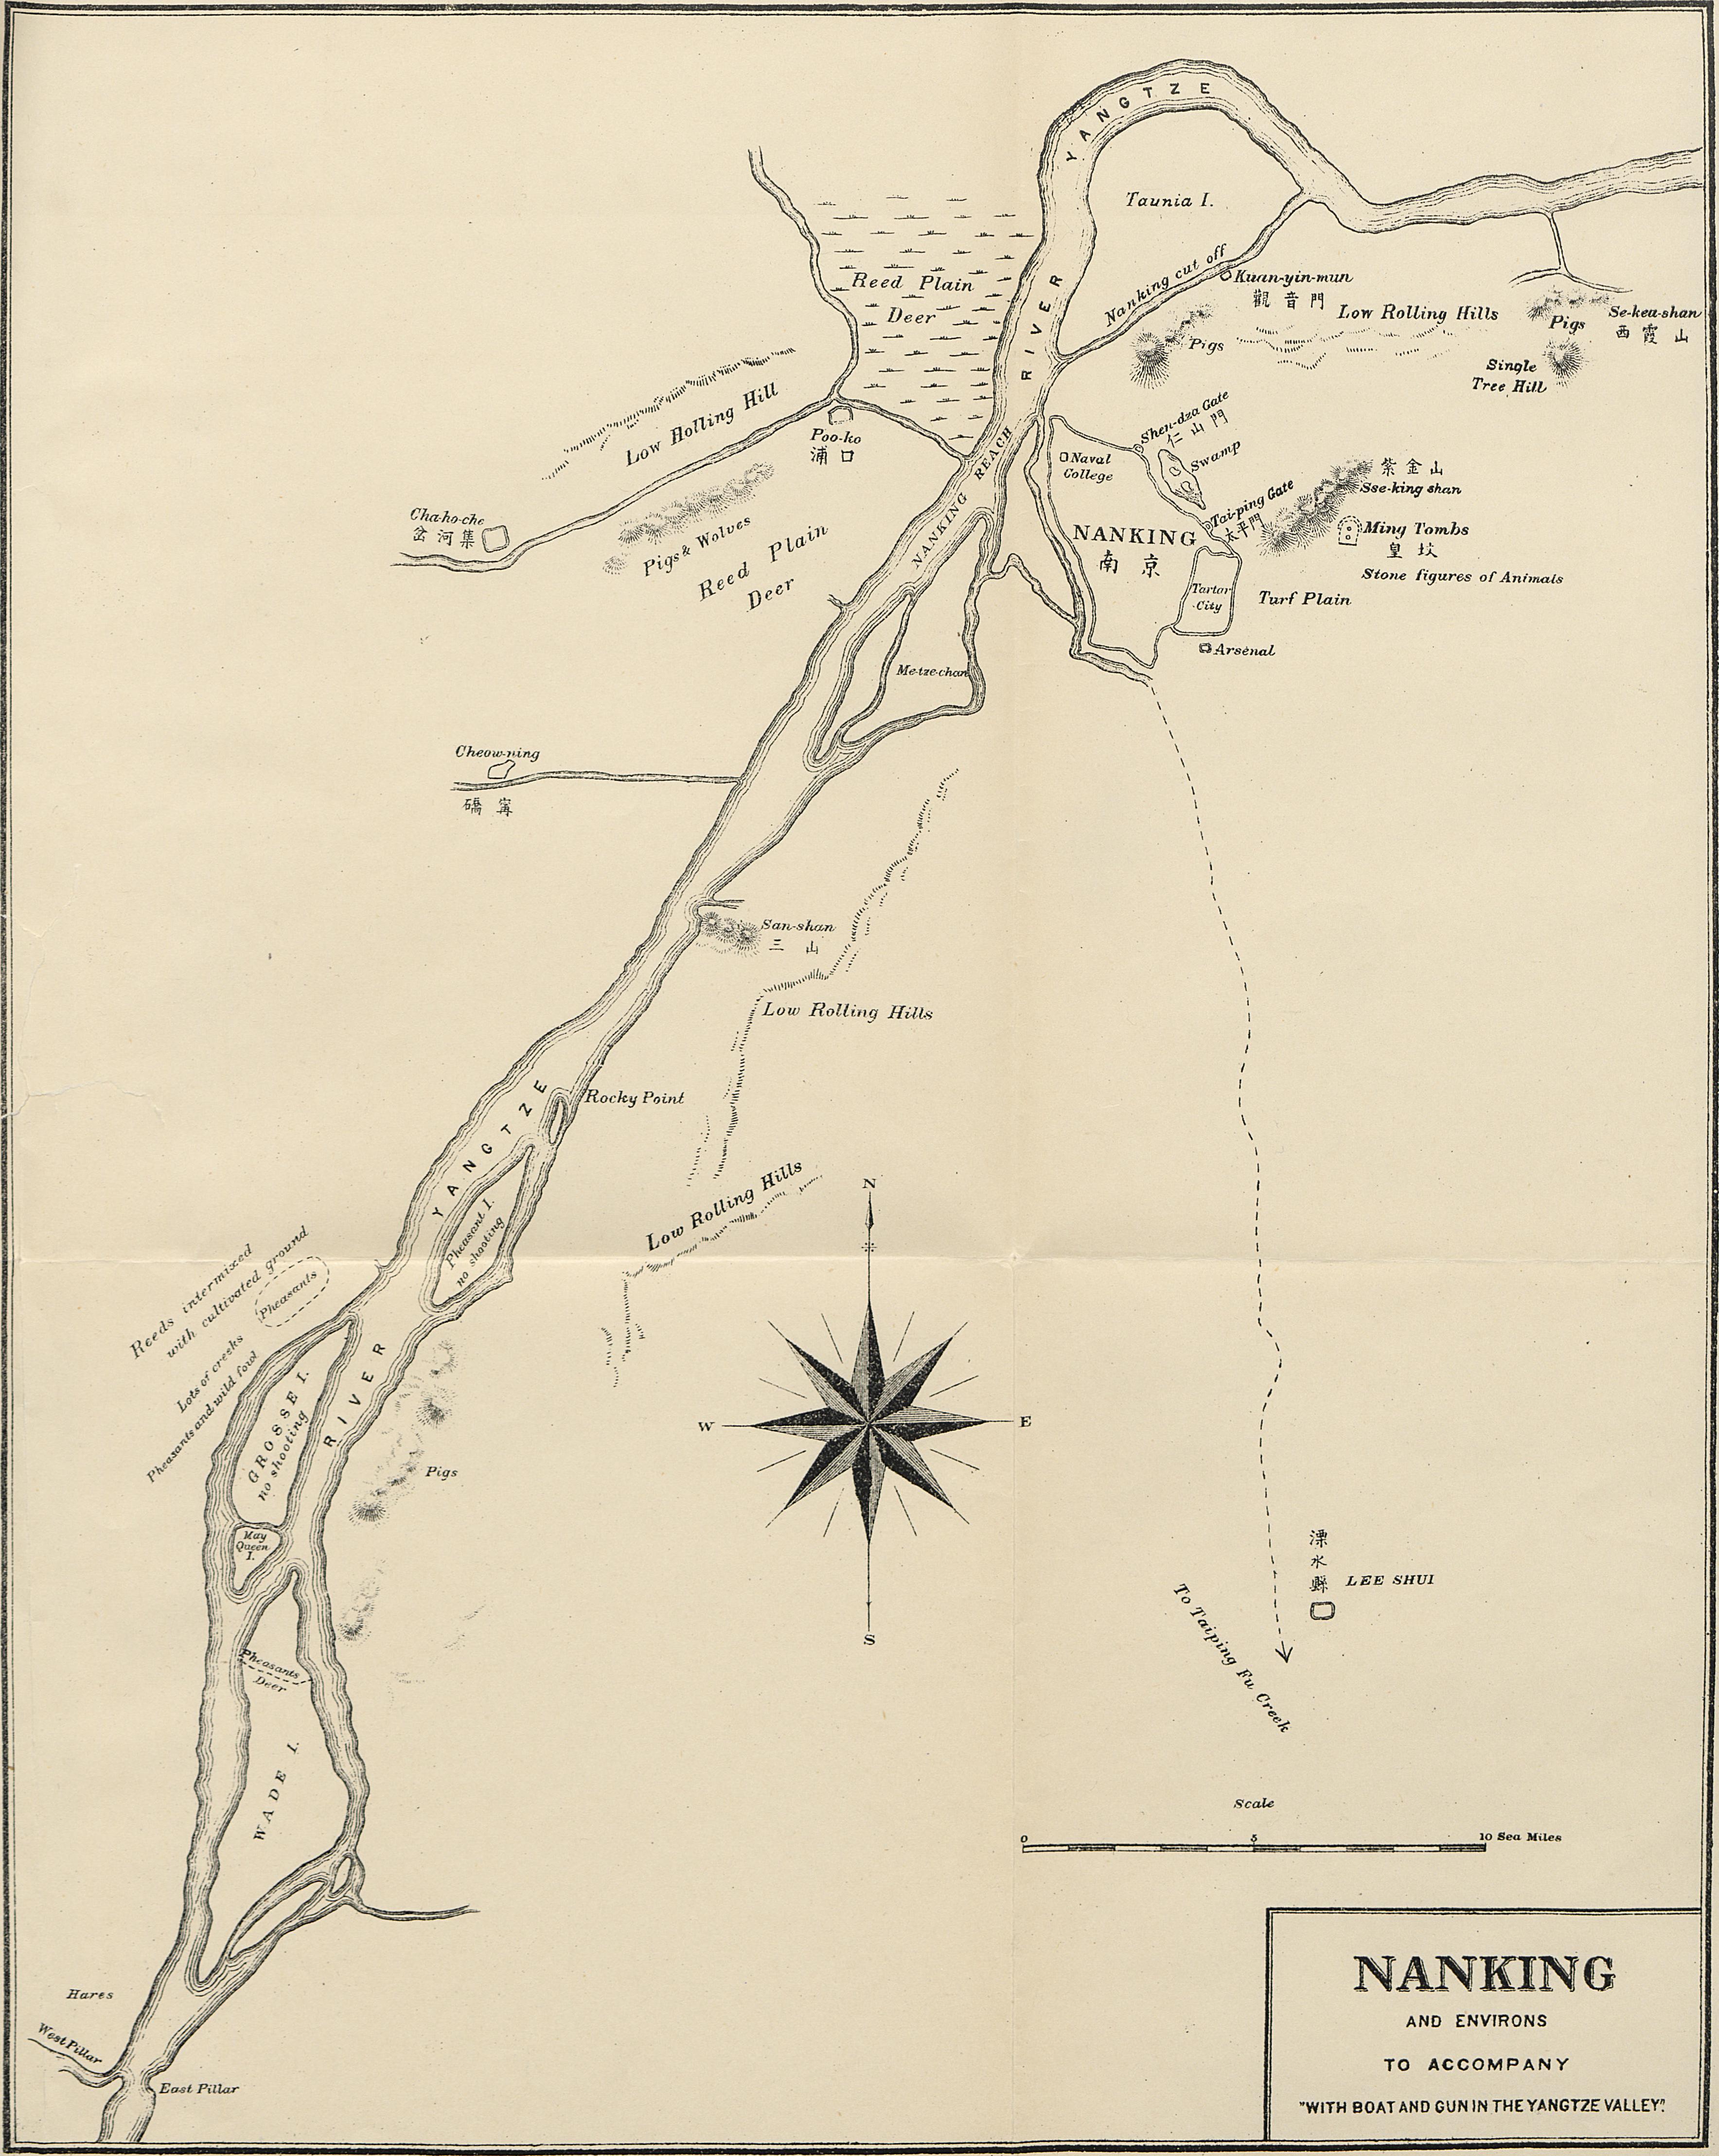 YANGTZE
RIVER
Taunia I.
Nanking cut off
Kuan-yin-mun
觀音門
Low Rolling Hills
Pigs
Se-kea-shan
西霞山
Single
Tree Hill
Pigs
Reed Plain
Deer
Low Rolling Hill
Poo-ko
浦口
Cha-ho-che
岔河集
Pigs & Wolves
Reed Plain
Deer
NANKING REACH
Naval
College
Shen-dza Gate
仁山門
Swamp
Tai-ping Gate
太平門
紫金山
Sse-king shan
Ming Tombs
皇坟
Stone figures of Animals
NANKING
南京
Tartar
City
Turf Plain
Arsenal
Me-tze-chan
Cheow-ning
礄寗
San-shan
三山
Low Rolling Hills
Rocky Point
YANGTZE
Low Rolling Hills
Pheasant I.
no shooting
Reeds intermixed
with cultivated ground
Pheasants
Lots of creeks
Pheasants and wild fowl
GROSSE I.
no shooting
RIVER
Pigs
May
Queen
I.
Pheasants
Deer
WADE I.
Hares
West Pillar
East Pillar
N
W
E
S
溧水縣
LEE SHUI
To Taiping Fu Creek
Scale
0 5 10 Sea Miles
NANKING
AND ENVIRONS
TO ACCOMPANY
"WITH BOAT AND GUN IN THE YANGTZE VALLEY."